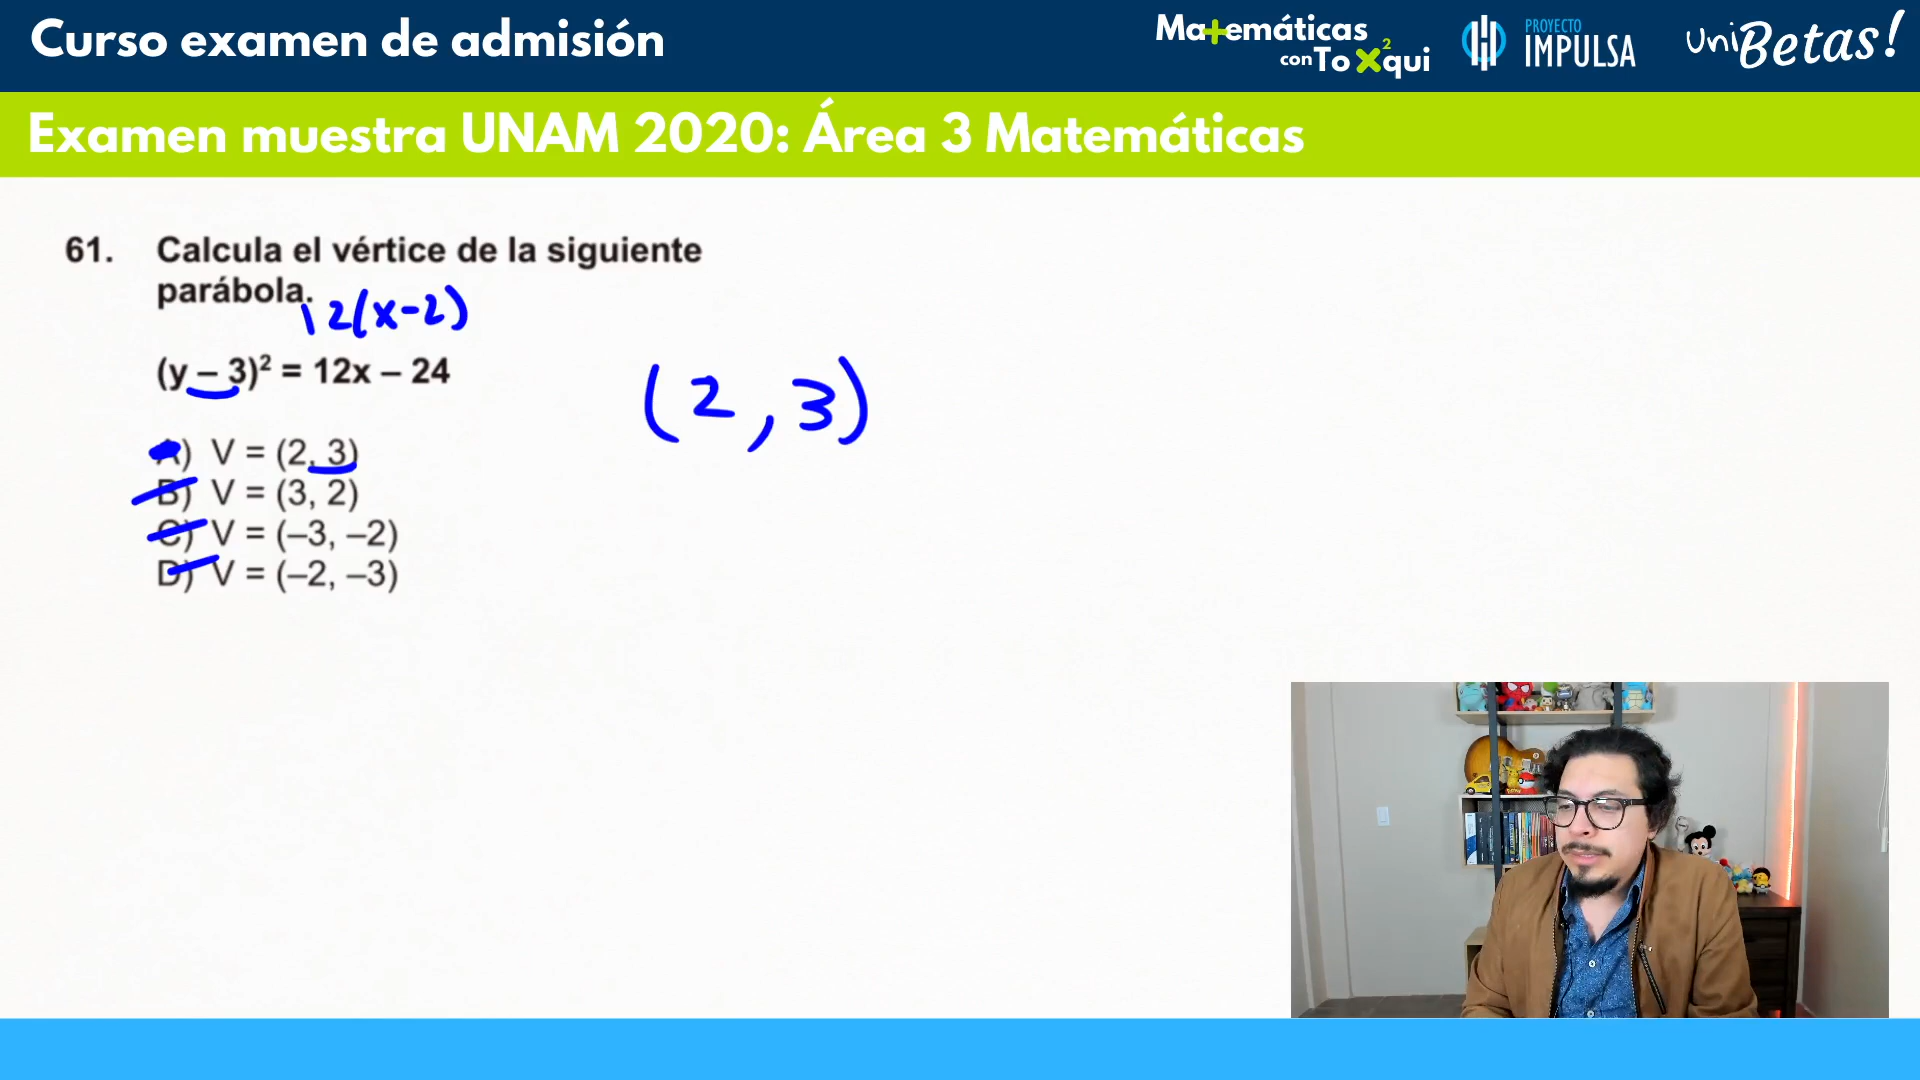 Curso examen de admisión
Matemáticas
con Toxqui
2
PROYECTO
IMPULSA
uniBetas!
Examen muestra UNAM 2020: Área 3 Matemáticas
61. Calcula el vértice de la siguiente
parábola.
12(x-2)
(y – 3)² = 12x – 24
(2, 3)
A) V = (2, 3)
B) V = (3, 2)
C) V = (–3, –2)
D) V = (–2, –3)